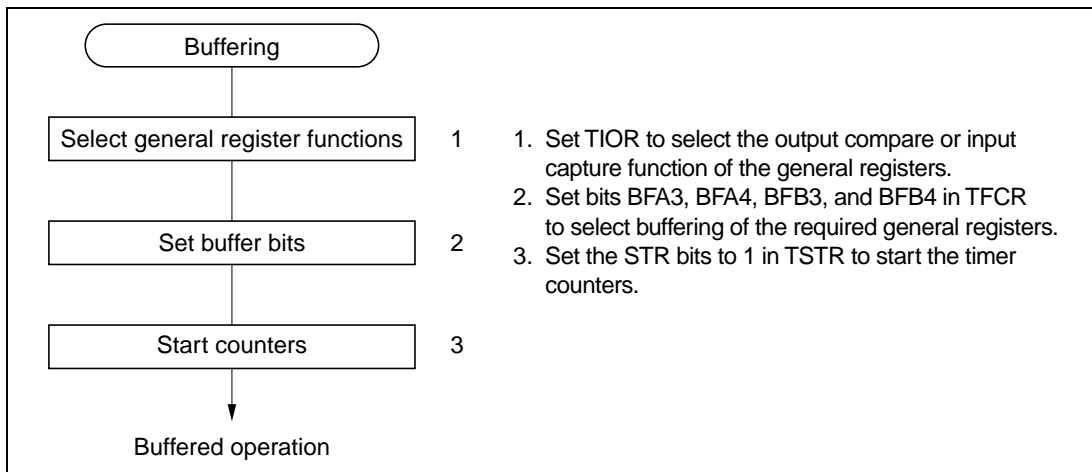 Buffering
Select general register functions
1
Set buffer bits
2
Start counters
3
Buffered operation
1. Set TIOR to select the output compare or input
capture function of the general registers.
2. Set bits BFA3, BFA4, BFB3, and BFB4 in TFCR
to select buffering of the required general registers.
3. Set the STR bits to 1 in TSTR to start the timer
counters.